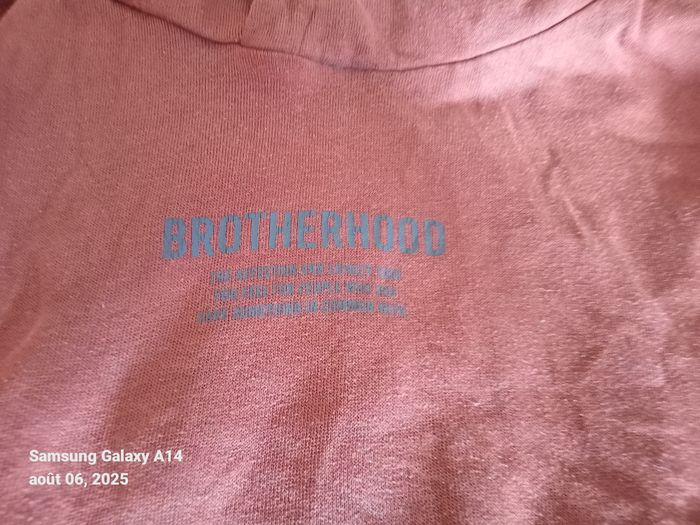 BROTHERHOOD
THE AFFECTION AND LOYALTY THAT
YOU FEEL FOR PEOPLE WHO YOU
HAVE SOMETHING IN COMMON WITH
Samsung Galaxy A14
août 06, 2025